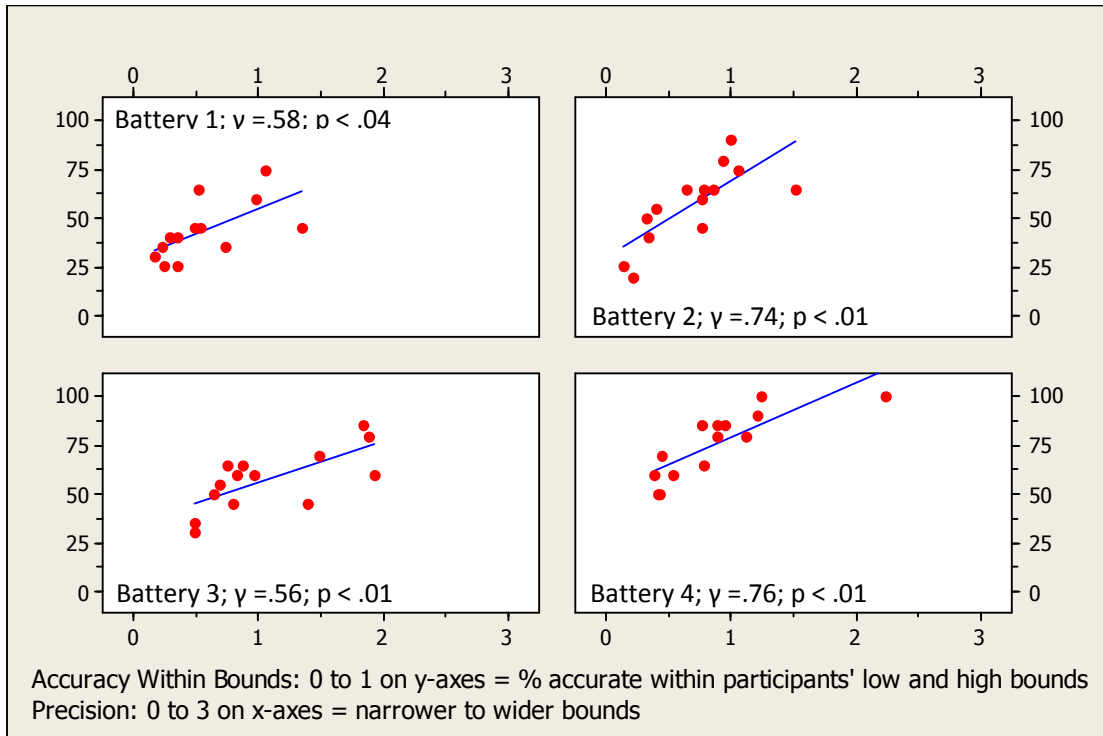 0 1 2 3 0 1 2 3
Battery 1; γ =.58; p < .04
100
75
50
25
0
100
75
50
25
0
Battery 2; γ =.74; p < .01
100
75
50
25
0
Battery 3; γ =.56; p < .01
100
75
50
25
0
Battery 4; γ =.76; p < .01
0 1 2 3 0 1 2 3
Accuracy Within Bounds: 0 to 1 on y-axes = % accurate within participants' low and high bounds
Precision: 0 to 3 on x-axes = narrower to wider bounds